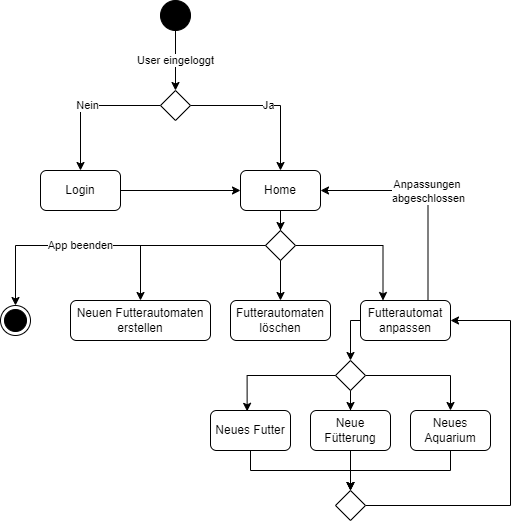 User eingeloggt
Nein
Ja
Login
Home
Anpassungen
abgeschlossen
App beenden
Neuen Futterautomaten
erstellen
Futterautomaten
löschen
Futterautomat
anpassen
Neues Futter
Neue
Fütterung
Neues
Aquarium